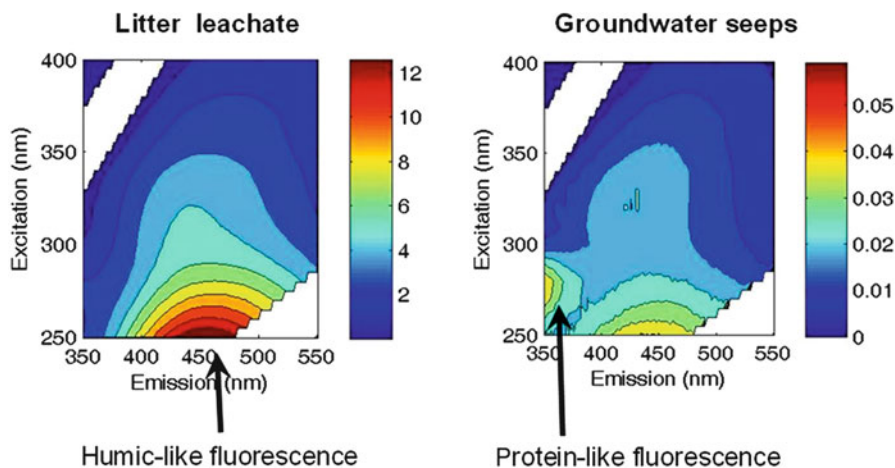 Litter leachate
400
350
300
250
Excitation (nm)
350 400 450 500 550
Emission (nm)
12
10
8
6
4
2
Humic-like fluorescence
Groundwater seeps
400
350
300
250
Excitation (nm)
350 400 450 500 550
Emission (nm)
0.05
0.04
0.03
0.02
0.01
0
Protein-like fluorescence